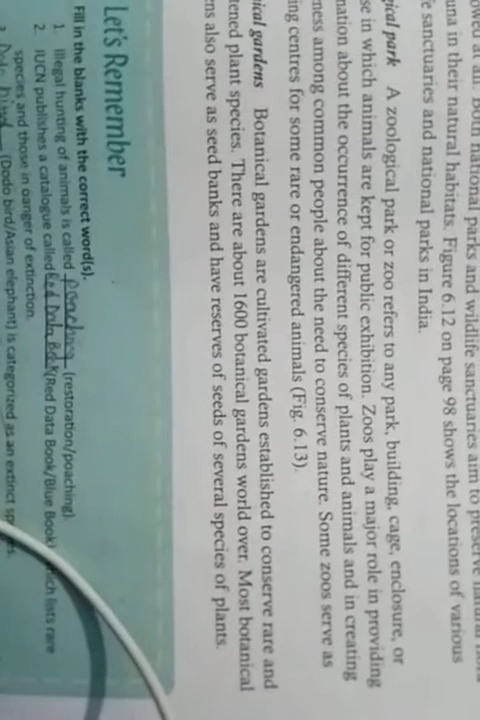 owed at all. Both national parks and wildlife sanctuaries aim to preserve natural
una in their natural habitats. Figure 6.12 on page 98 shows the locations of various
fe sanctuaries and national parks in India.
gical park A zoological park or zoo refers to any park, building, cage, enclosure, or
se in which animals are kept for public exhibition. Zoos play a major role in providing
mation about the occurrence of different species of plants and animals and in creating
ness among common people about the need to conserve nature. Some zoos serve as
ing centres for some rare or endangered animals (Fig. 6.13).
ical gardens Botanical gardens are cultivated gardens established to conserve rare and
tened plant species. There are about 1600 botanical gardens world over. Most botanical
ens also serve as seed banks and have reserves of seeds of several species of plants.
Let's Remember
Fill in the blanks with the correct word(s).
1. Illegal hunting of animals is called poaching (restoration/poaching).
2. IUCN publishes a catalogue called Red Data Book (Red Data Book/Blue Book) which lists rare
species and those in danger of extinction.
3. Dodo bird (Dodo bird/Asian elephant) is categorized as an extinct species.